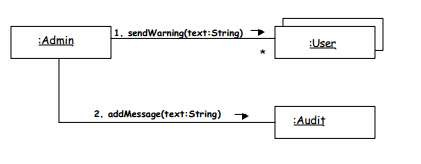 1. sendWarning(text:String)
:Admin
:User
*
2. addMessage(text:String)
:Audit